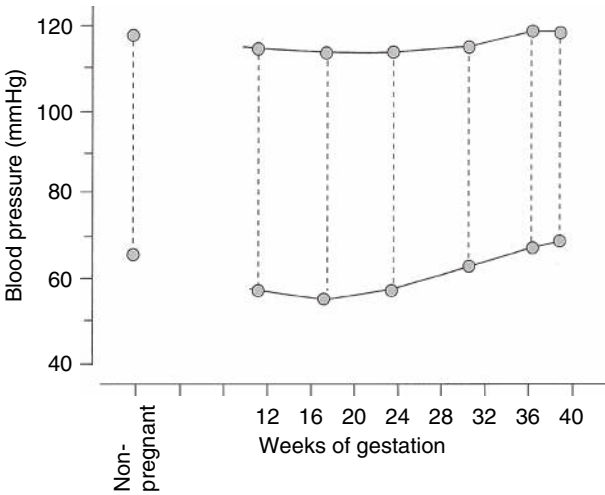 Blood pressure (mmHg)
120
100
80
60
40
Non-
pregnant
12 16 20 24 28 32 36 40
Weeks of gestation